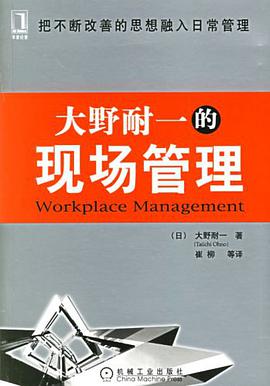 把不断改善的思想融入日常管理
大野耐一的
现场管理
Workplace Management
(日) 大野耐一 著
(Taiichi Ohno)
崔柳 等译
机械工业出版社
China Machine Press